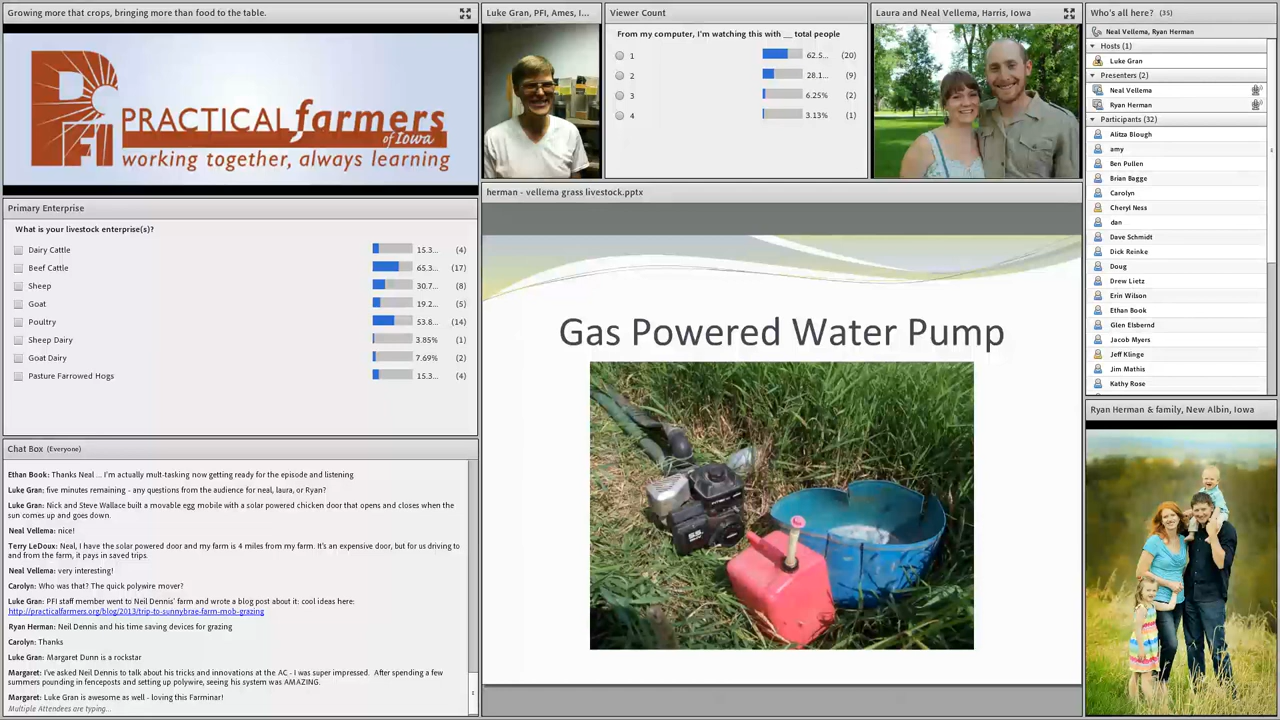 Growing more that crops, bringing more than food to the table.
PFI
PRACTICAL farmers
of Iowa
working together, always learning
Primary Enterprise
What is your livestock enterprise(s)?
Dairy Cattle 15.3... (4)
Beef Cattle 65.3... (17)
Sheep 30.7... (8)
Goat 19.2... (5)
Poultry 53.8... (14)
Sheep Dairy 3.85% (1)
Goat Dairy 7.69% (2)
Pasture Farrowed Hogs 15.3... (4)
Chat Box (Everyone)
Ethan Book: Thanks Neal ... I'm actually mult-tasking now getting ready for the episode and listening
Luke Gran: five minutes remaining - any questions from the audience for neal, laura, or Ryan?
Luke Gran: Nick and Steve Wallace built a movable egg mobile with a solar powered chicken door that opens and closes when the
sun comes up and goes down.
Neal Vellema: nice!
Terry LeDoux: Neal, I have the solar powered door and my farm is 4 miles from my farm. It's an expensive door, but for us driving to
and from the farm, it pays in saved trips.
Neal Vellema: very interesting!
Carolyn: Who was that? The quick polywire mover?
Luke Gran: PFI staff member went to Neil Dennis' farm and wrote a blog post about it: cool ideas here:
http://practicalfarmers.org/blog/2013/trip-to-sunnybrae-farm-mob-grazing
Ryan Herman: Neil Dennis and his time saving devices for grazing
Carolyn: Thanks
Luke Gran: Margaret Dunn is a rockstar
Margaret: I've asked Neil Dennis to talk about his tricks and innovations at the AC - I was super impressed. After spending a few
summers pounding in fenceposts and setting up polywire, seeing his system was AMAZING.
Margaret: Luke Gran is awesome as well - loving this Farminar!
Multiple Attendees are typing...
Luke Gran, PFI, Ames, I...
Viewer Count
From my computer, I'm watching this with __ total people
1 62.5... (20)
2 28.1... (9)
3 6.25% (2)
4 3.13% (1)
Laura and Neal Vellema, Harris, Iowa
herman - vellema grass livestock.pptx
Gas Powered Water Pump
Who's all here? (35)
Neal Vellema, Ryan Herman
Hosts (1)
Luke Gran
Presenters (2)
Neal Vellema
Ryan Herman
Participants (32)
Alitza Blough
amy
Ben Pullen
Brian Bagge
Carolyn
Cheryl Ness
dan
Dave Schmidt
Dick Reinke
Doug
Drew Lietz
Erin Wilson
Ethan Book
Glen Elsbernd
Jacob Myers
Jeff Klinge
Jim Mathis
Kathy Rose
Ryan Herman & family, New Albin, Iowa